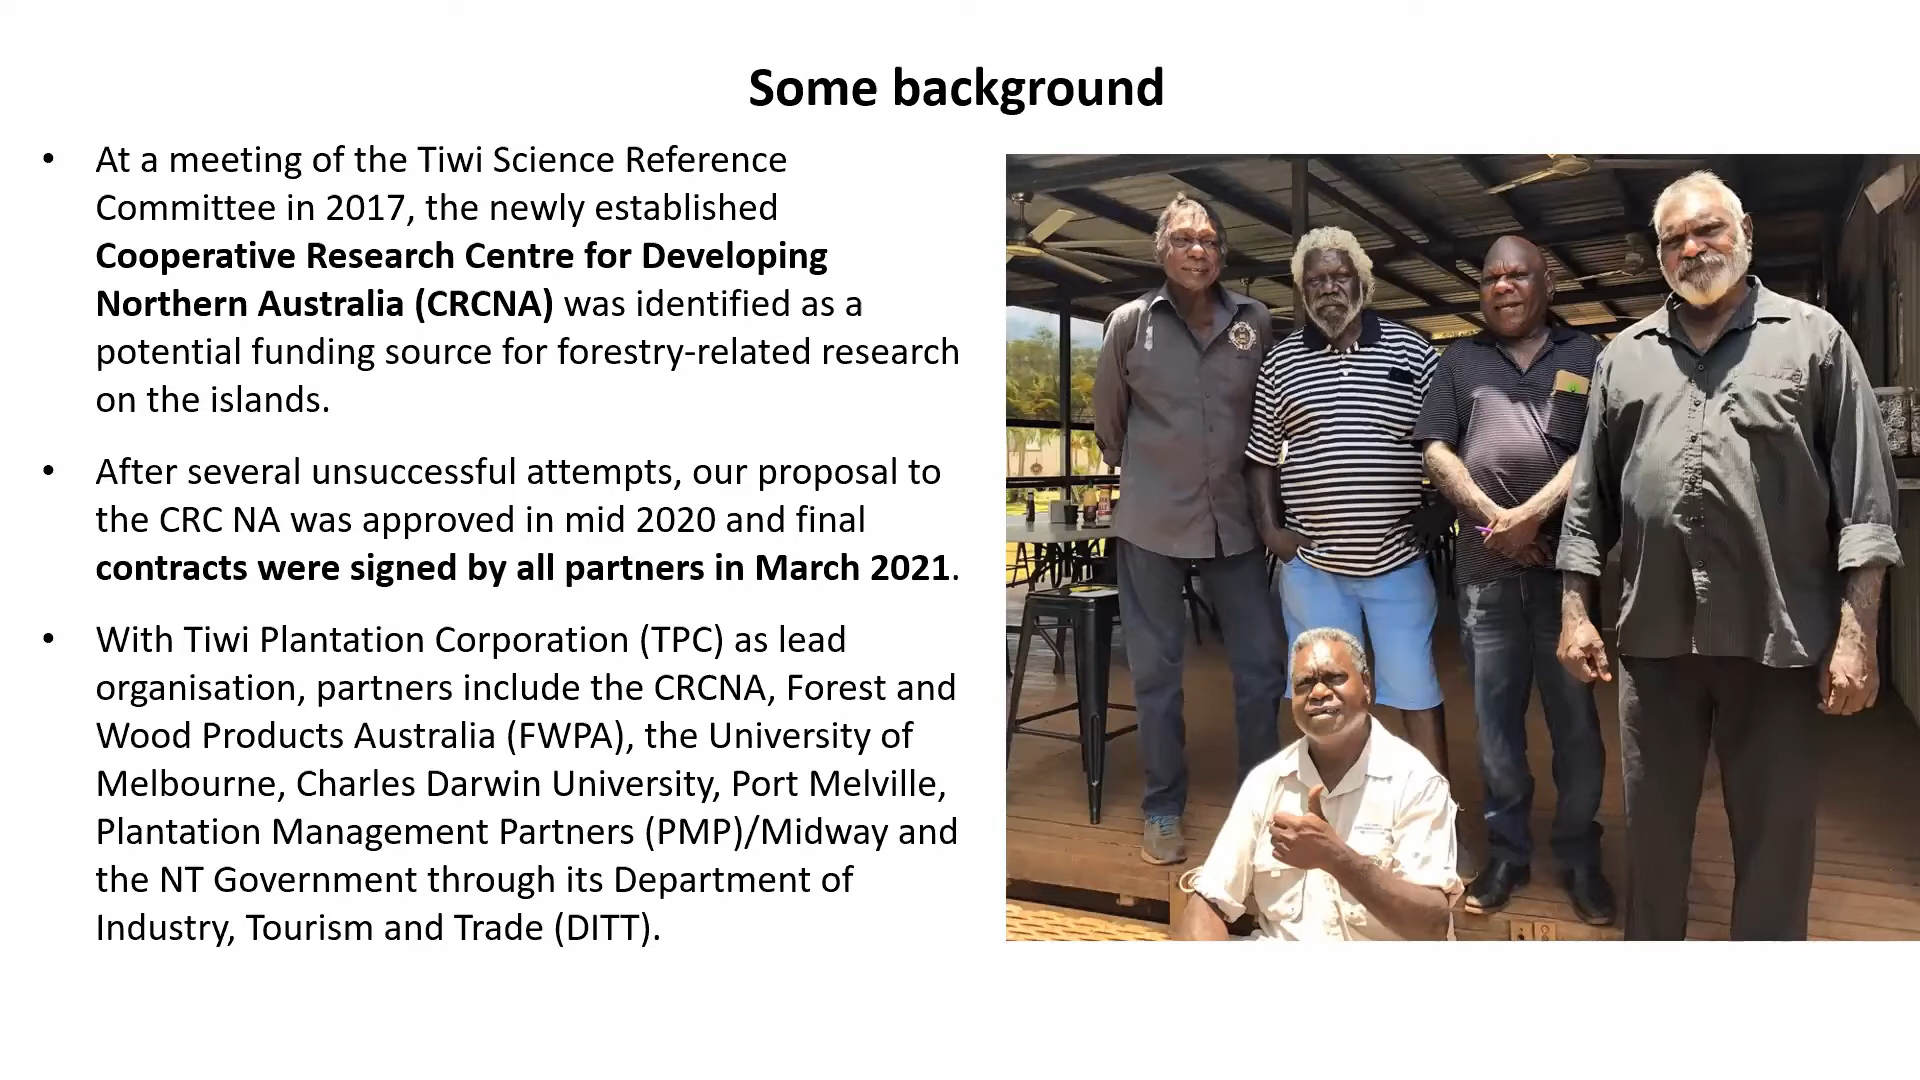 Some background
• At a meeting of the Tiwi Science Reference
Committee in 2017, the newly established
Cooperative Research Centre for Developing
Northern Australia (CRCNA) was identified as a
potential funding source for forestry-related research
on the islands.
• After several unsuccessful attempts, our proposal to
the CRC NA was approved in mid 2020 and final
contracts were signed by all partners in March 2021.
• With Tiwi Plantation Corporation (TPC) as lead
organisation, partners include the CRCNA, Forest and
Wood Products Australia (FWPA), the University of
Melbourne, Charles Darwin University, Port Melville,
Plantation Management Partners (PMP)/Midway and
the NT Government through its Department of
Industry, Tourism and Trade (DITT).